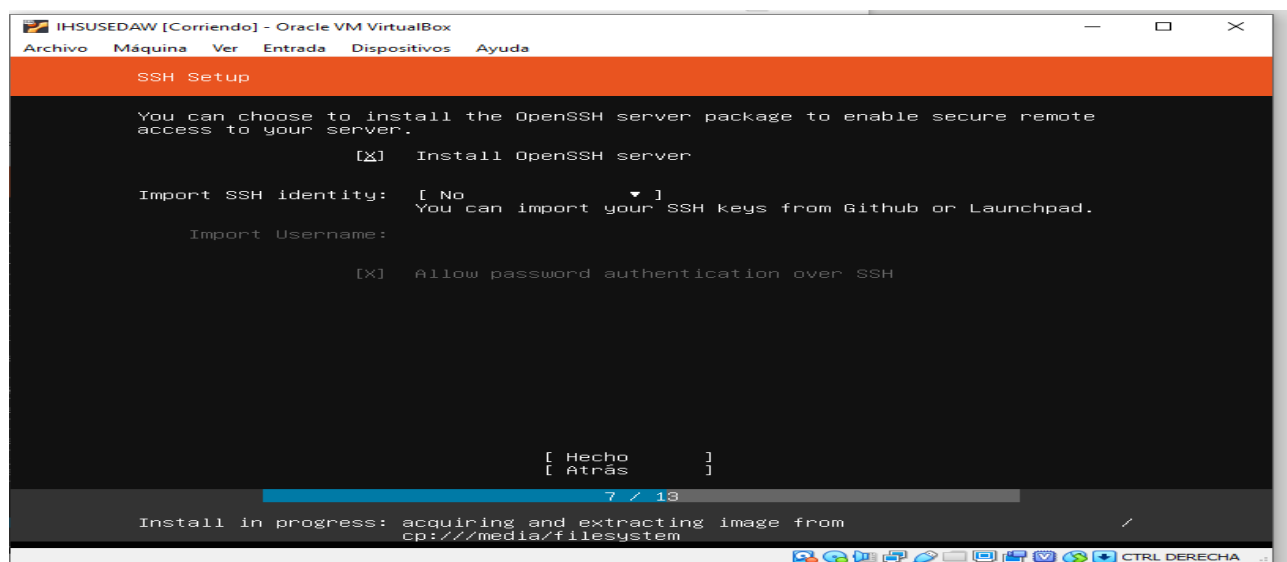 IHSUSEDAW [Corriendo] - Oracle VM VirtualBox
Archivo Máquina Ver Entrada Dispositivos Ayuda
SSH Setup
You can choose to install the OpenSSH server package to enable secure remote
access to your server.
[X] Install OpenSSH server
Import SSH identity: [ No ▾ ]
You can import your SSH keys from Github or Launchpad.
Import Username:
[X] Allow password authentication over SSH
[ Hecho ]
[ Atrás ]
7 / 13
Install in progress: acquiring and extracting image from /
cp:///media/filesystem
CTRL DERECHA